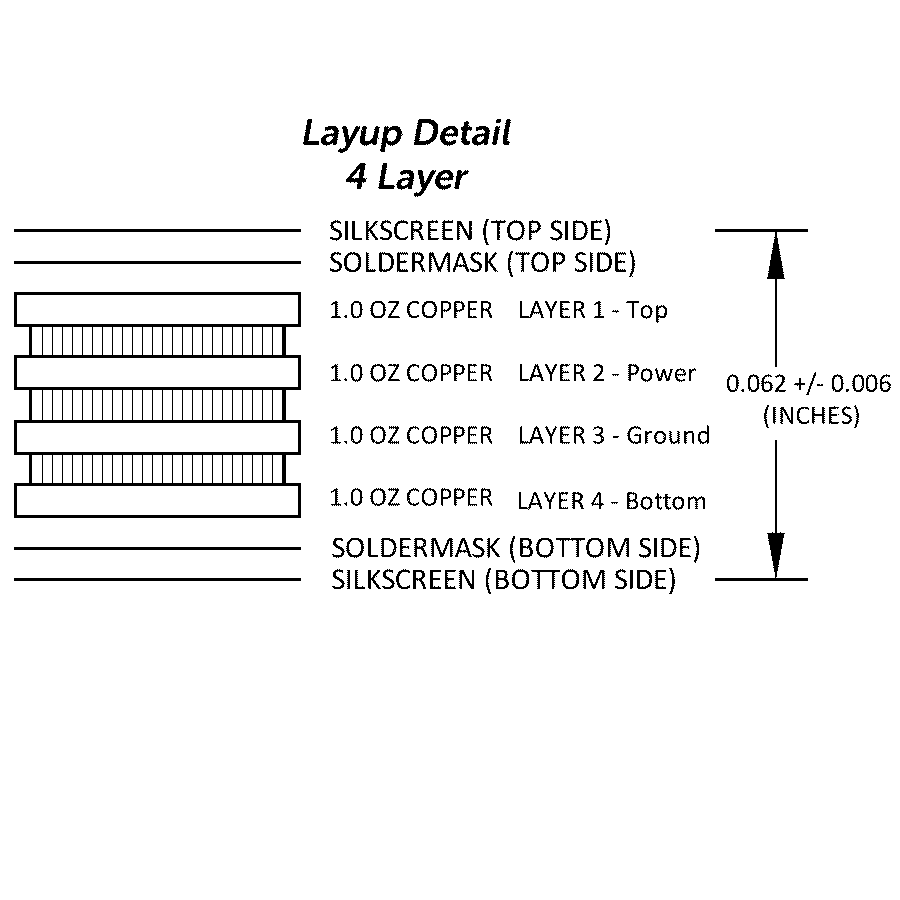 Layup Detail
4 Layer
SILKSCREEN (TOP SIDE)
SOLDERMASK (TOP SIDE)
1.0 OZ COPPER LAYER 1 - Top
1.0 OZ COPPER LAYER 2 - Power
0.062 +/- 0.006
(INCHES)
1.0 OZ COPPER LAYER 3 - Ground
1.0 OZ COPPER LAYER 4 - Bottom
SOLDERMASK (BOTTOM SIDE)
SILKSCREEN (BOTTOM SIDE)